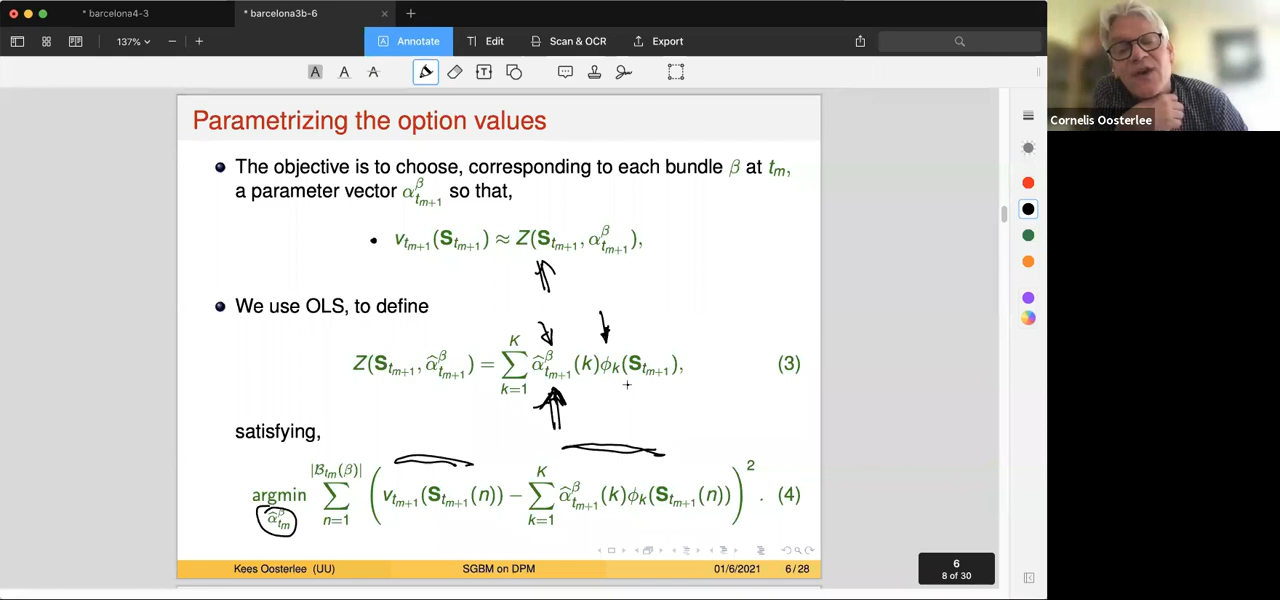 * barcelona4-3
* barcelona3b-6
137%
Annotate
Edit
Scan & OCR
Export
Cornelis Oosterlee
Parametrizing the option values
The objective is to choose, corresponding to each bundle β at t_m,
a parameter vector α^β_{t_{m+1}} so that,
v_{t_{m+1}}(S_{t_{m+1}}) ≈ Z(S_{t_{m+1}}, α^β_{t_{m+1}}),
We use OLS, to define
Z(S_{t_{m+1}}, α̂^β_{t_{m+1}}) = ∑_{k=1}^{K} α̂^β_{t_{m+1}}(k)φ_k(S_{t_{m+1}}), (3)
satisfying,
argmin_{α̂^β_{t_m}} ∑_{n=1}^{|B_{t_m}(β)|} ( v_{t_{m+1}}(S_{t_{m+1}}(n)) − ∑_{k=1}^{K} α̂^β_{t_{m+1}}(k)φ_k(S_{t_{m+1}}(n)) )^2. (4)
Kees Oosterlee (UU) SGBM on DPM 01/6/2021 6 / 28
6
8 of 30